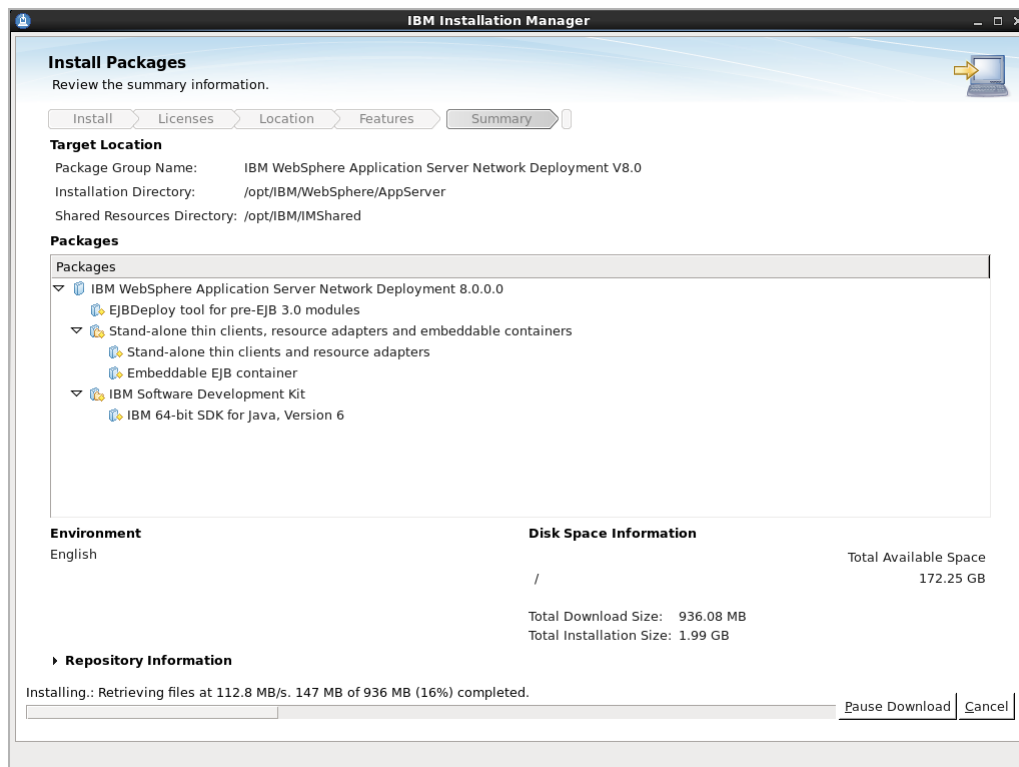 IBM Installation Manager
Install Packages
Review the summary information.
Install Licenses Location Features Summary
Target Location
Package Group Name: IBM WebSphere Application Server Network Deployment V8.0
Installation Directory: /opt/IBM/WebSphere/AppServer
Shared Resources Directory: /opt/IBM/IMShared
Packages
Packages
IBM WebSphere Application Server Network Deployment 8.0.0.0
EJBDeploy tool for pre-EJB 3.0 modules
Stand-alone thin clients, resource adapters and embeddable containers
Stand-alone thin clients and resource adapters
Embeddable EJB container
IBM Software Development Kit
IBM 64-bit SDK for Java, Version 6
Environment
English
Disk Space Information
Total Available Space
/ 172.25 GB
Total Download Size: 936.08 MB
Total Installation Size: 1.99 GB
Repository Information
Installing.: Retrieving files at 112.8 MB/s. 147 MB of 936 MB (16%) completed.
Pause Download Cancel